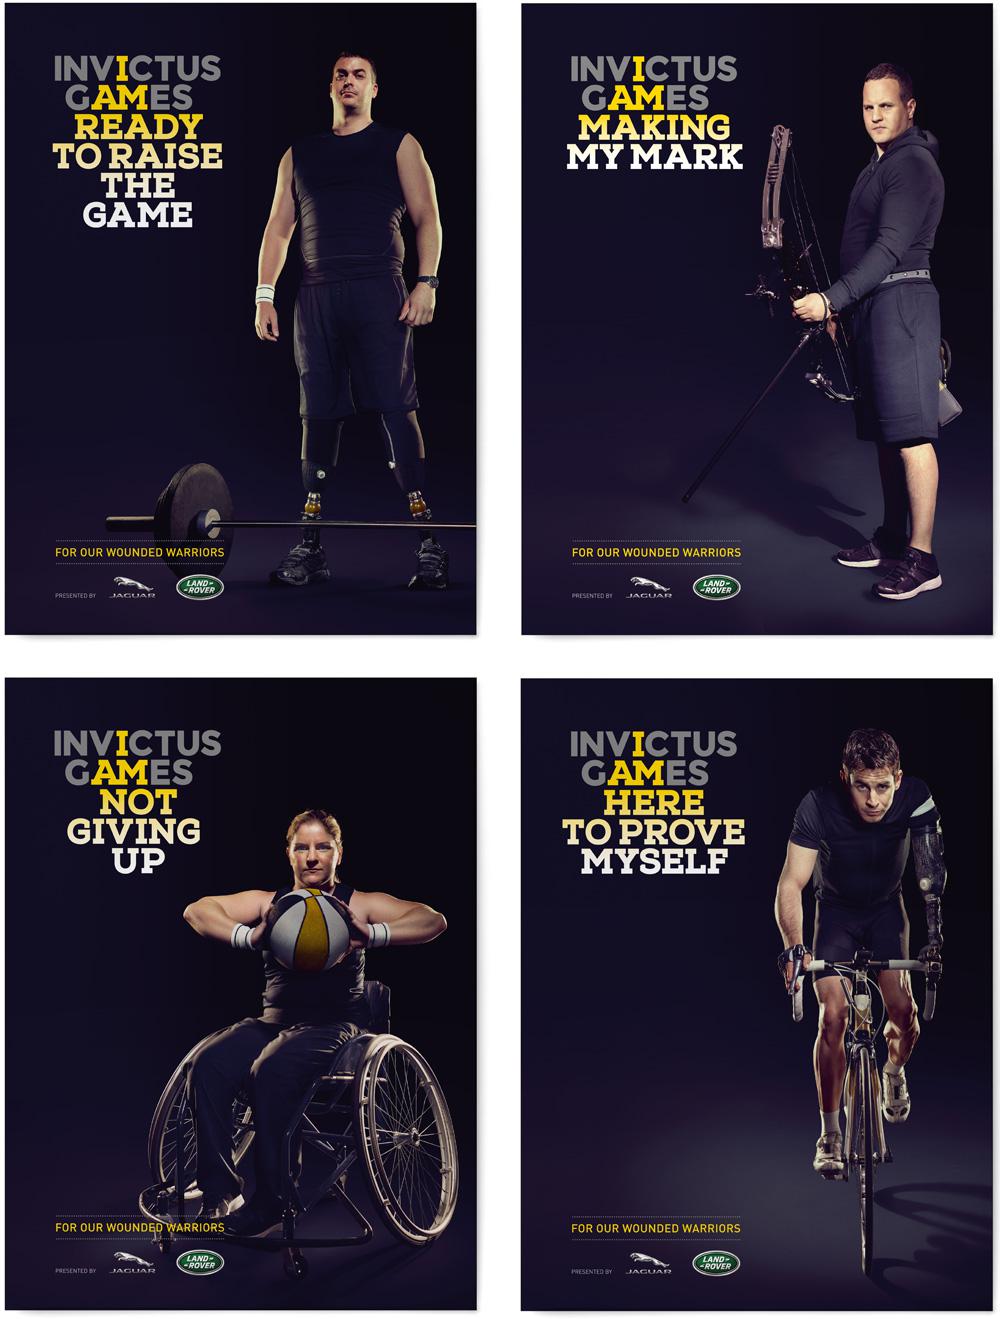 INVICTUS
GAMES
READY
TO RAISE
THE
GAME
FOR OUR WOUNDED WARRIORS
PRESENTED BY
JAGUAR
LAND-
-ROVER
INVICTUS
GAMES
MAKING
MY MARK
FOR OUR WOUNDED WARRIORS
PRESENTED BY
JAGUAR
LAND-
-ROVER
INVICTUS
GAMES
NOT
GIVING
UP
FOR OUR WOUNDED WARRIORS
PRESENTED BY
JAGUAR
LAND-
-ROVER
INVICTUS
GAMES
HERE
TO PROVE
MYSELF
FOR OUR WOUNDED WARRIORS
PRESENTED BY
JAGUAR
LAND-
-ROVER